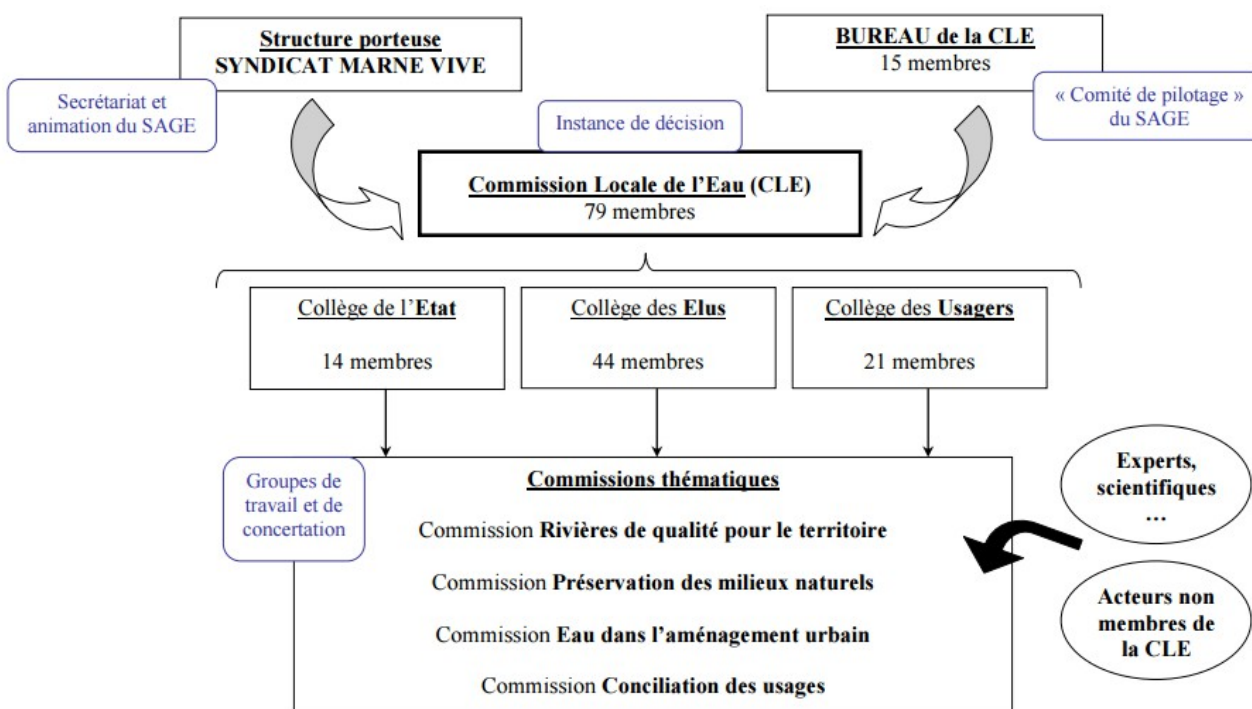 Structure porteuse
SYNDICAT MARNE VIVE
BUREAU de la CLE
15 membres
Secrétariat et
animation du SAGE
Instance de décision
« Comité de pilotage »
du SAGE
Commission Locale de l'Eau (CLE)
79 membres
Collège de l'Etat
14 membres
Collège des Elus
44 membres
Collège des Usagers
21 membres
Groupes de
travail et de
concertation
Commissions thématiques
Commission Rivières de qualité pour le territoire
Commission Préservation des milieux naturels
Commission Eau dans l'aménagement urbain
Commission Conciliation des usages
Experts,
scientifiques
…
Acteurs non
membres de
la CLE